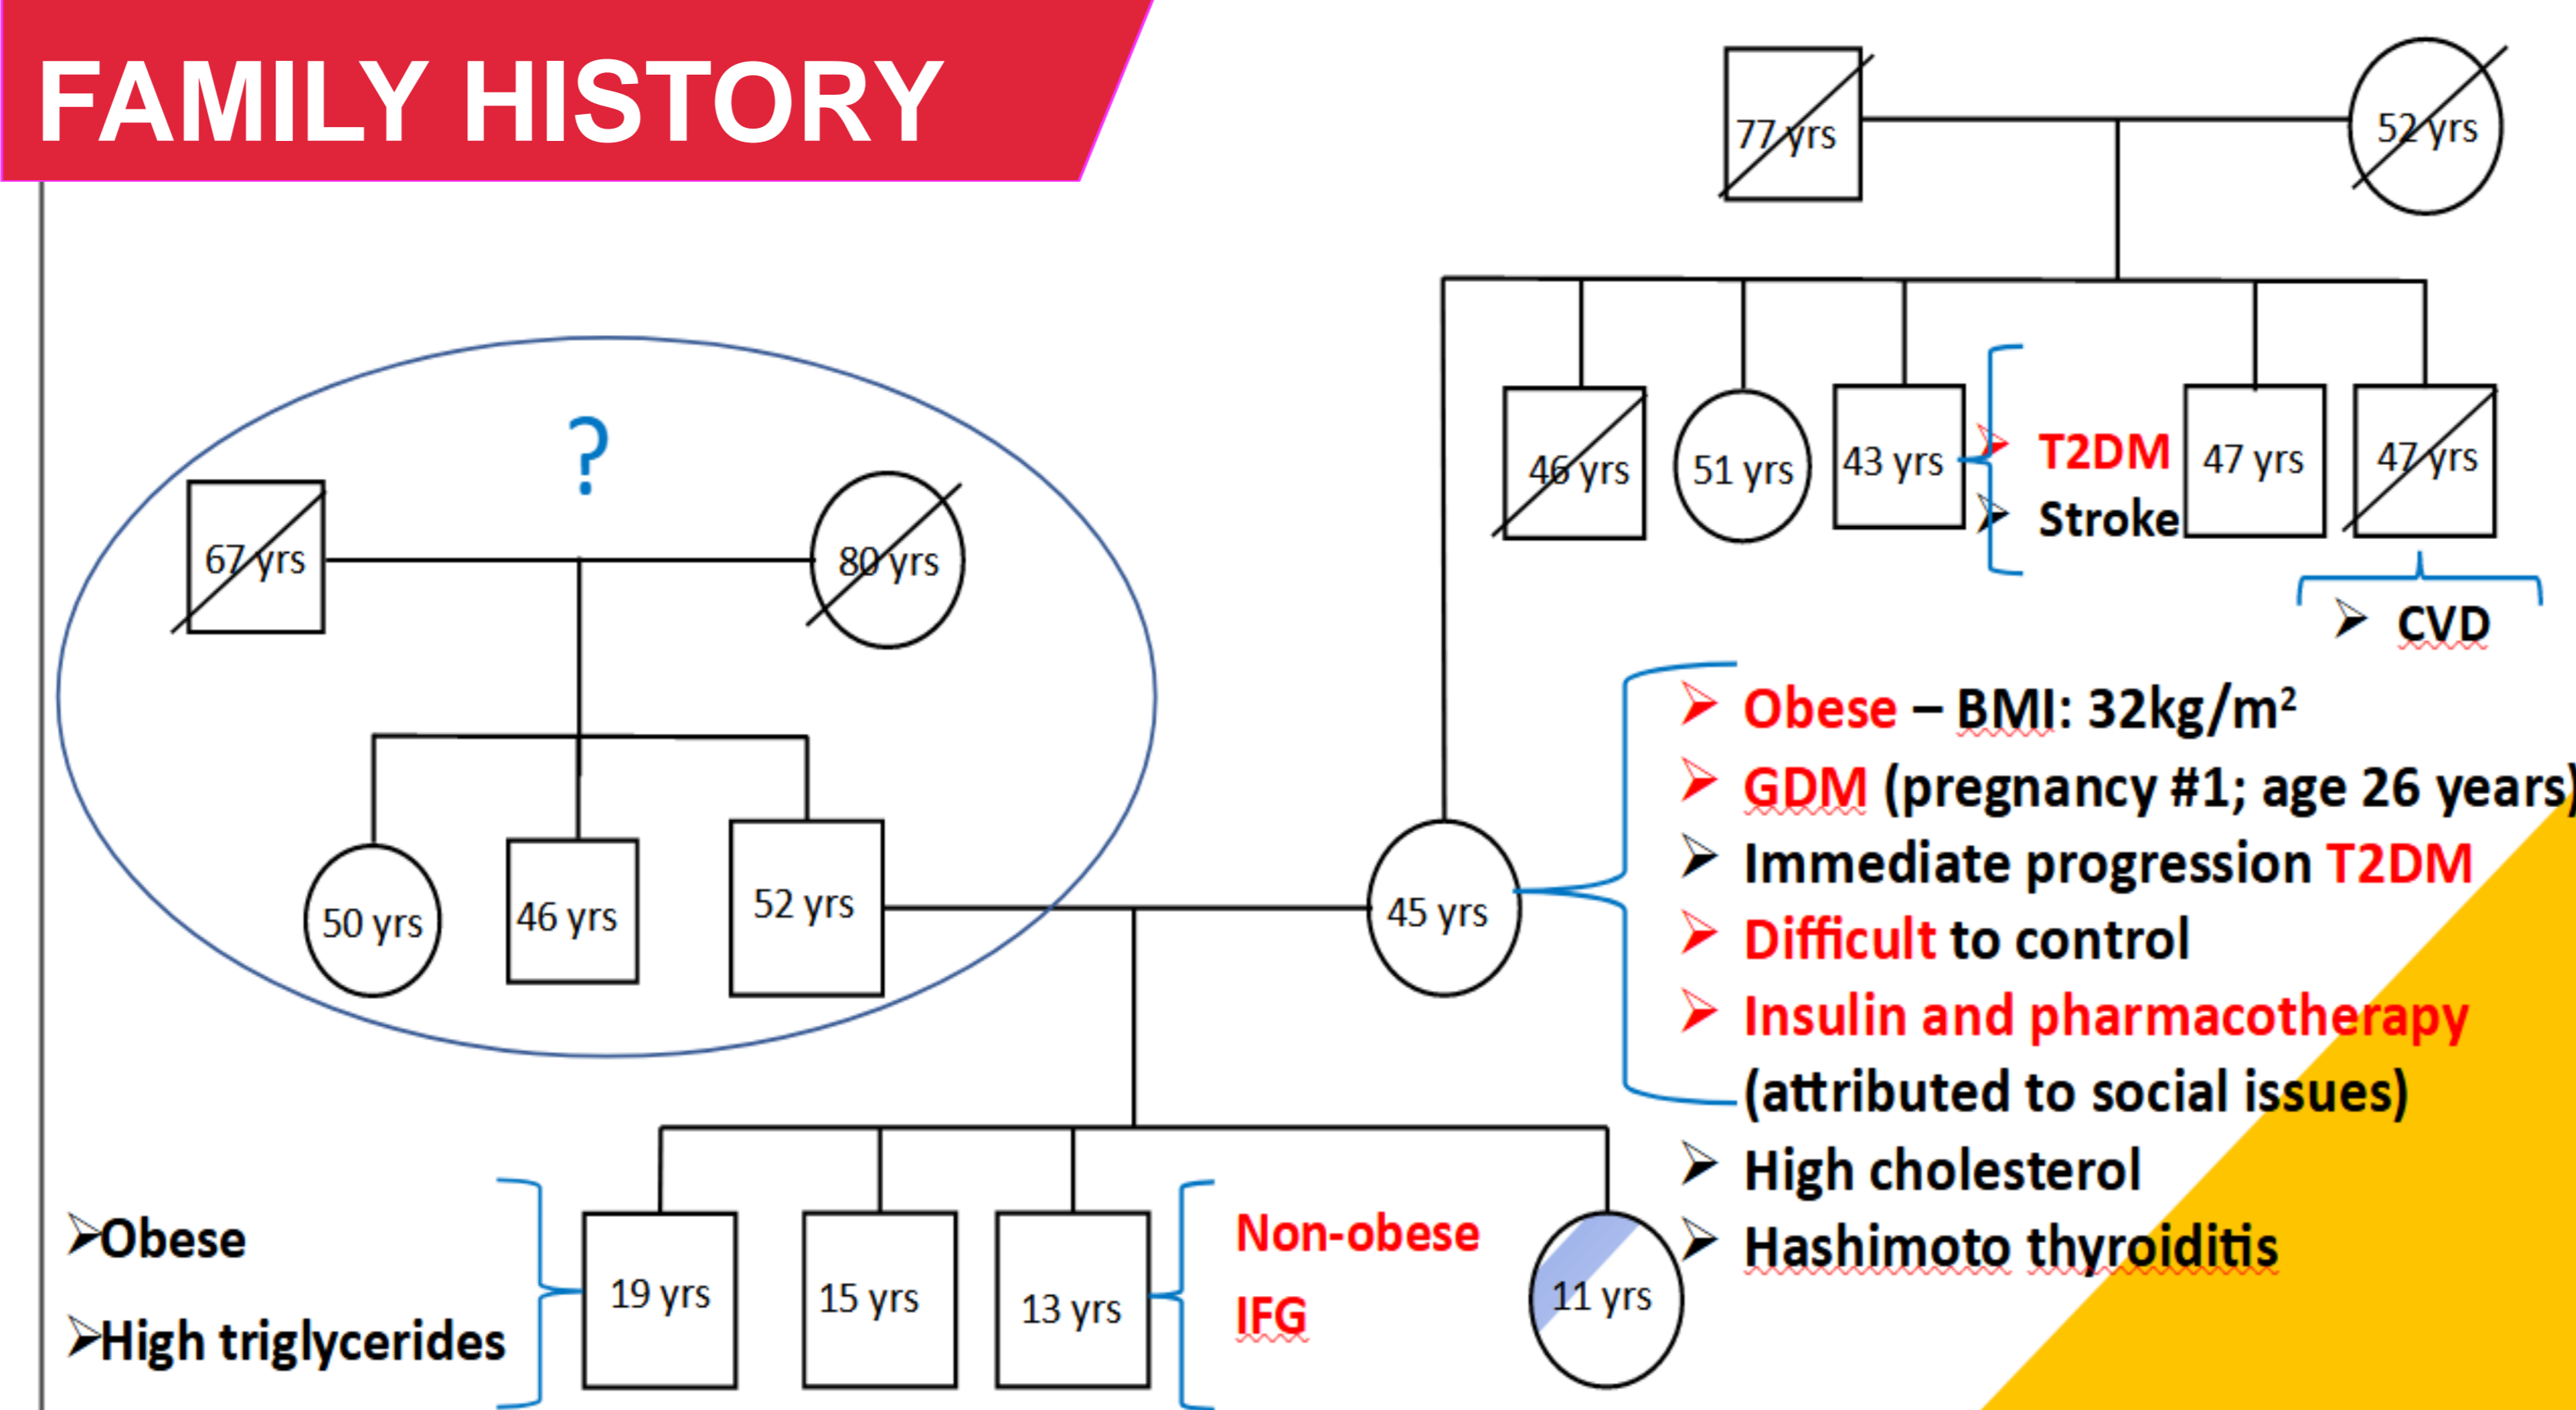 FAMILY HISTORY
77 yrs
52 yrs
46 yrs
51 yrs
43 yrs
➢ T2DM
➢ Stroke
47 yrs
47 yrs
➢ CVD
?
67 yrs
80 yrs
50 yrs
46 yrs
52 yrs
45 yrs
➢ Obese – BMI: 32kg/m²
➢ GDM (pregnancy #1; age 26 years)
➢ Immediate progression T2DM
➢ Difficult to control
➢ Insulin and pharmacotherapy
(attributed to social issues)
➢ High cholesterol
➢ Hashimoto thyroiditis
➢Obese
➢High triglycerides
19 yrs
15 yrs
13 yrs
Non-obese
IFG
11 yrs